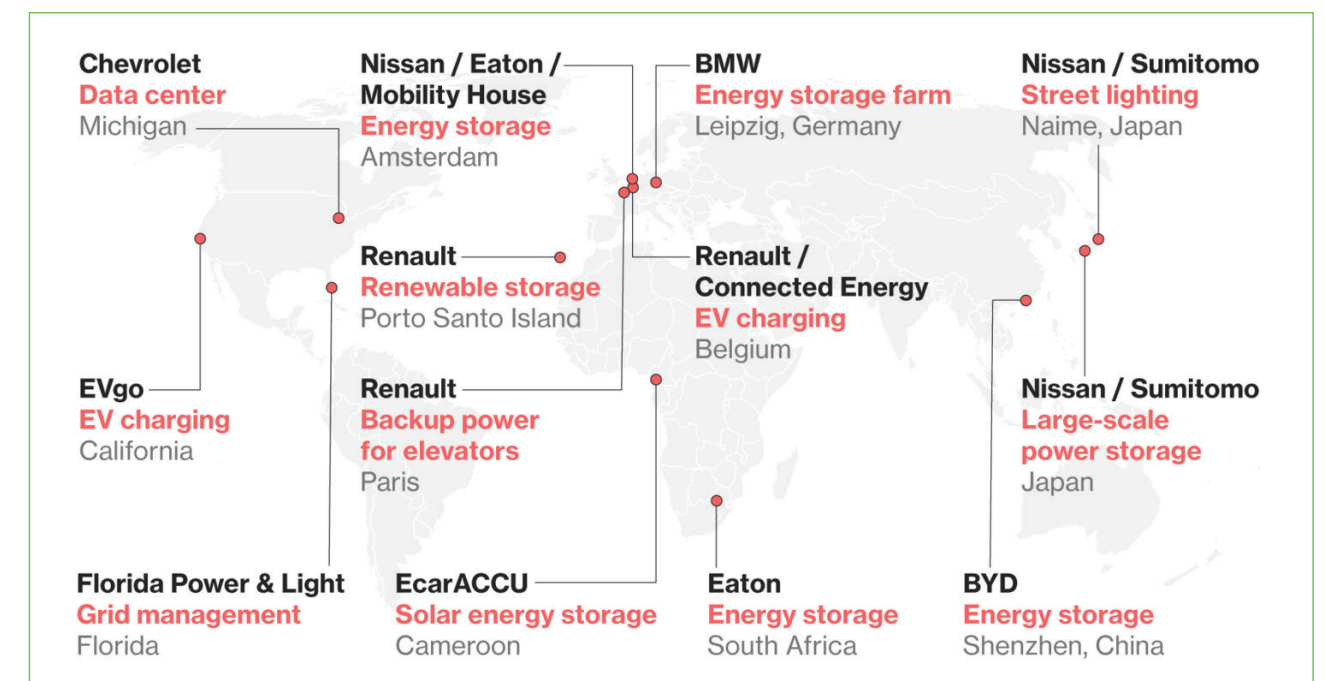 Chevrolet
Data center
Michigan
Nissan / Eaton /
Mobility House
Energy storage
Amsterdam
BMW
Energy storage farm
Leipzig, Germany
Nissan / Sumitomo
Street lighting
Naime, Japan
Renault
Renewable storage
Porto Santo Island
Renault /
Connected Energy
EV charging
Belgium
EVgo
EV charging
California
Renault
Backup power
for elevators
Paris
Nissan / Sumitomo
Large-scale
power storage
Japan
Florida Power & Light
Grid management
Florida
EcarACCU
Solar energy storage
Cameroon
Eaton
Energy storage
South Africa
BYD
Energy storage
Shenzhen, China